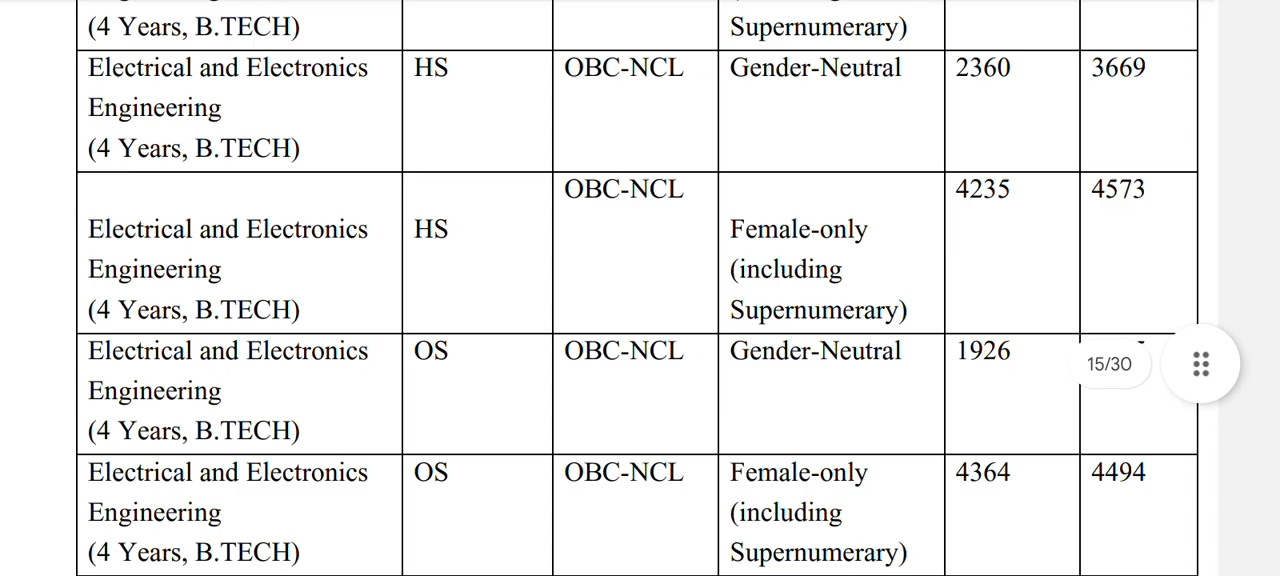 (4 Years, B.TECH) Supernumerary)
Electrical and Electronics HS OBC-NCL Gender-Neutral 2360 3669
Engineering
(4 Years, B.TECH)
OBC-NCL 4235 4573
Electrical and Electronics HS Female-only
Engineering (including
(4 Years, B.TECH) Supernumerary)
Electrical and Electronics OS OBC-NCL Gender-Neutral 1926
15/30
Engineering
(4 Years, B.TECH)
Electrical and Electronics OS OBC-NCL Female-only 4364 4494
Engineering (including
(4 Years, B.TECH) Supernumerary)